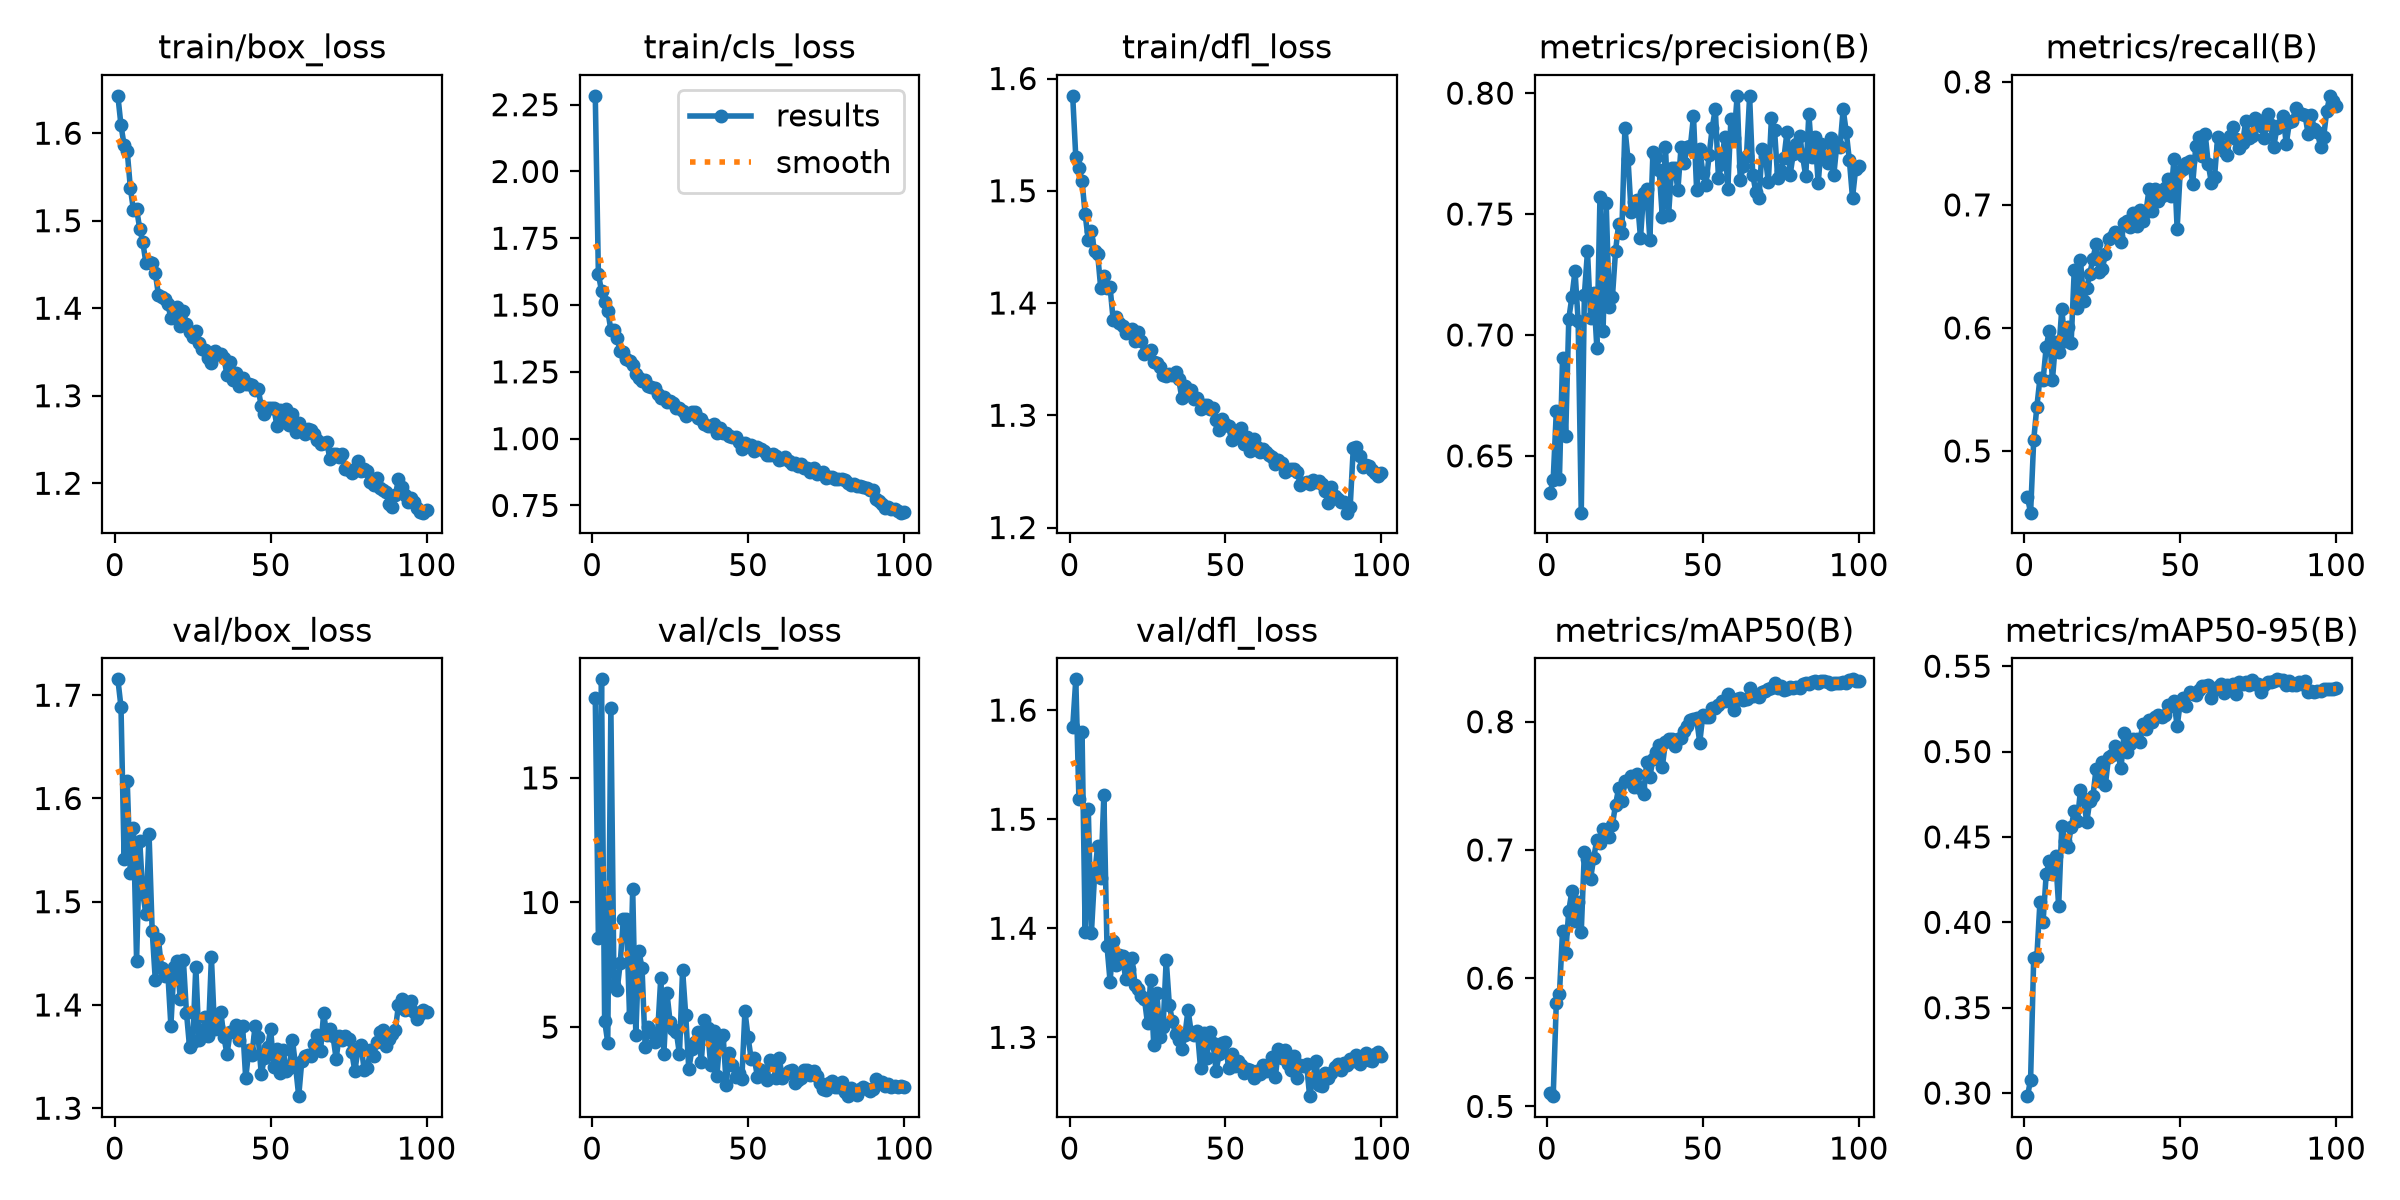 train/box_loss
train/cls_loss
train/dfl_loss
metrics/precision(B)
metrics/recall(B)
1.6
1.5
1.4
1.3
1.2
0 50 100
2.25
2.00
1.75
1.50
1.25
1.00
0.75
results
smooth
0 50 100
1.6
1.5
1.4
1.3
1.2
0 50 100
0.80
0.75
0.70
0.65
0 50 100
0.8
0.7
0.6
0.5
0 50 100
val/box_loss
val/cls_loss
val/dfl_loss
metrics/mAP50(B)
metrics/mAP50-95(B)
1.7
1.6
1.5
1.4
1.3
0 50 100
15
10
5
0 50 100
1.6
1.5
1.4
1.3
0 50 100
0.8
0.7
0.6
0.5
0 50 100
0.55
0.50
0.45
0.40
0.35
0.30
0 50 100